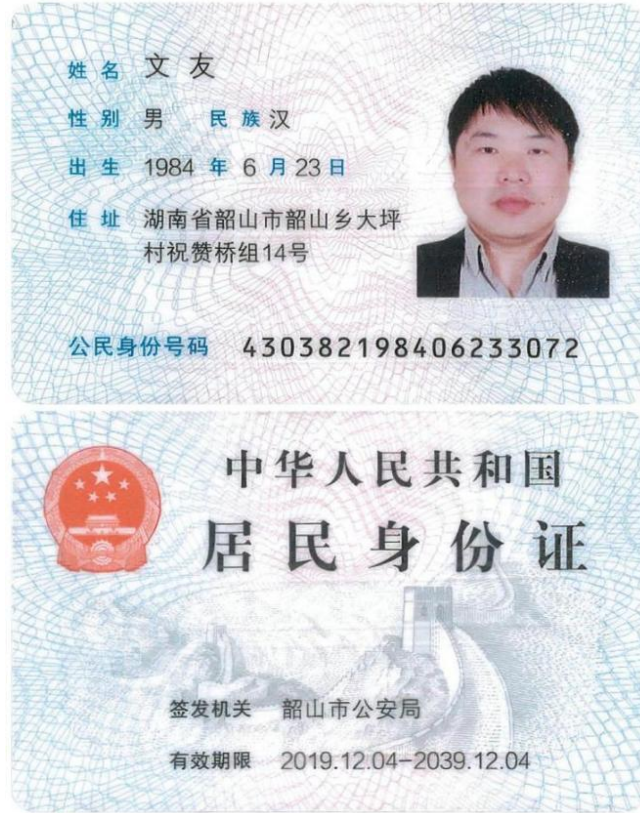 姓名 文友
性别 男 民族 汉
出生 1984 年 6 月 23 日
住址 湖南省韶山市韶山乡大坪
村祝赞桥组14号
公民身份号码 430382198406233072
中华人民共和国
居民身份证
签发机关 韶山市公安局
有效期限 2019.12.04-2039.12.04